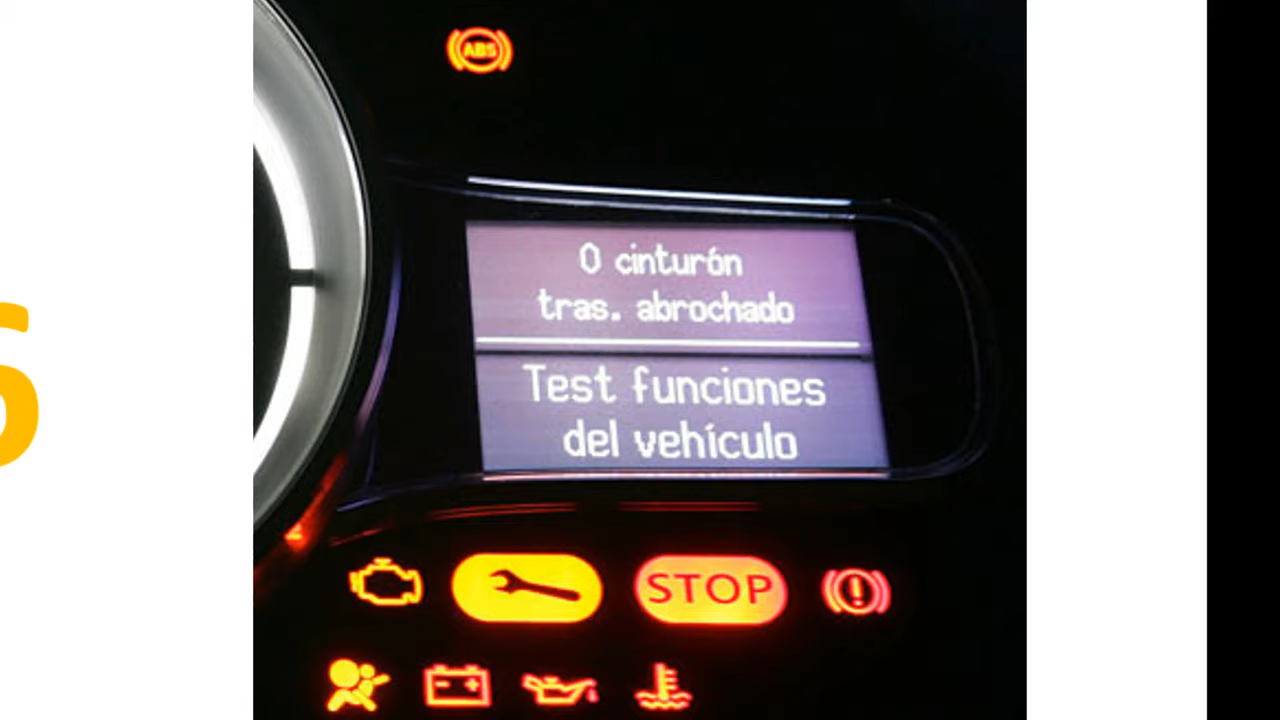 ABS
0 cinturón
tras. abrochado
Test funciones
del vehículo
STOP